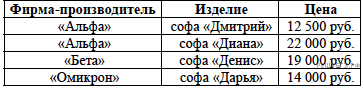 Фирма-производитель Изделие Цена
«Альфа» софа «Дмитрий» 12 500 руб.
«Альфа» софа «Диана» 22 000 руб.
«Бета» софа «Денис» 19 000 руб.
«Омикрон» софа «Дарья» 14 000 руб.